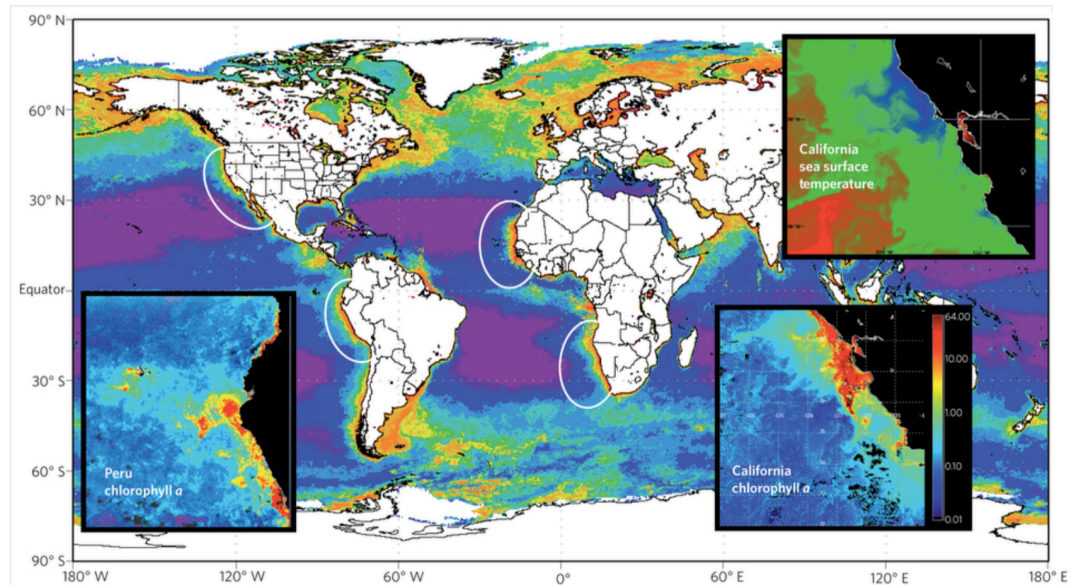 90° N
60° N
30° N
Equator
30° S
60° S
90° S
180° W
120° W
60° W
0°
60° E
120° E
180° E
California
sea surface
temperature
Peru
chlorophyll a
California
chlorophyll a
64.00
10.00
1.00
0.10
0.01